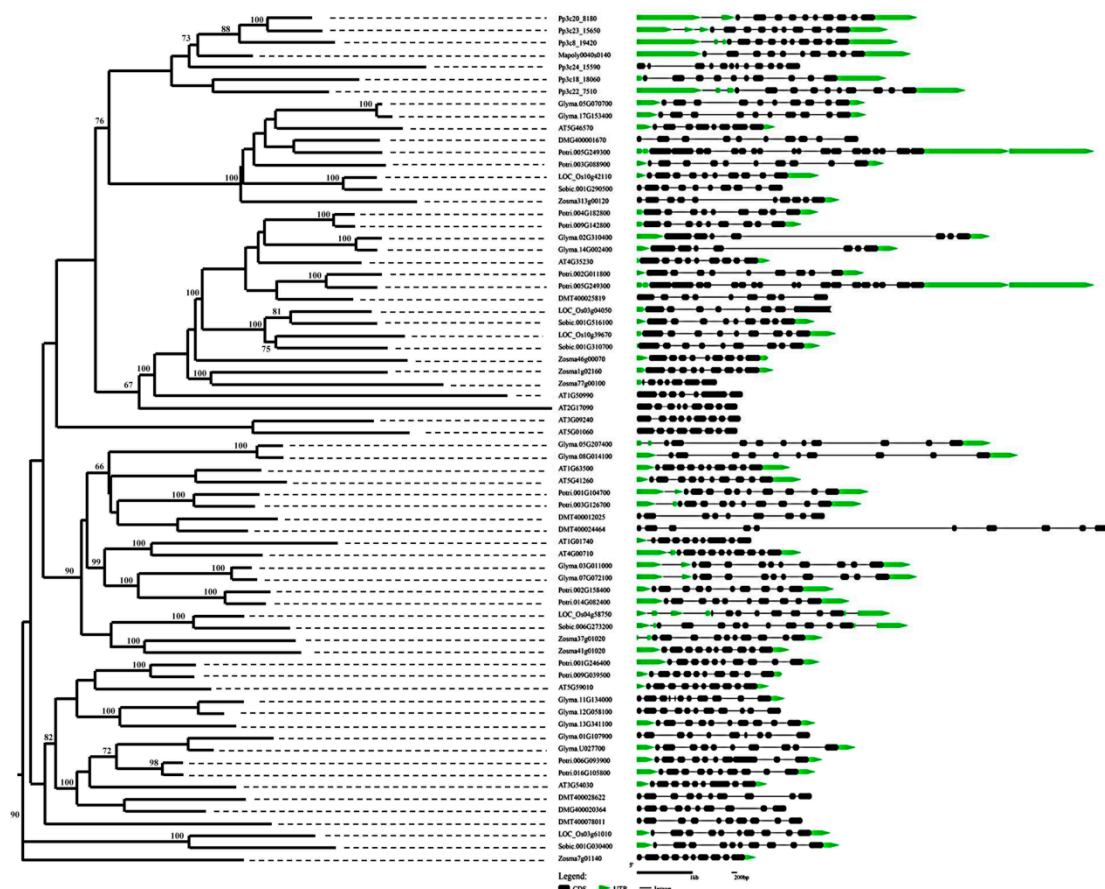 100 Pp3c20_8180
88 Pp3c23_15650
73 Pp3c8_19420
Mapoly0040s0140
Pp3c24_15590
Pp3c18_18060
Pp3c22_7510
100 Glyma.05G070700
Glyma.17G153400
76 AT5G46570
DMG400001670
Potri.005G249300
Potri.003G088900
100 100 LOC_Os10g42110
Sobic.001G290500
Zosma313g00120
100 Potri.004G182800
Potri.009G142800
100 Glyma.02G310400
Glyma.14G002400
AT4G35230
100 Potri.002G011800
Potri.005G249300
100 DMT400025819
81 LOC_Os03g04050
100 Sobic.001G516100
LOC_Os10g39670
75 Sobic.001G310700
Zosma46g00070
100 100 Zosma1g02160
67 Zosma77g00100
AT1G50990
AT2G17090
AT3G09240
AT5G01060
100 Glyma.05G207400
Glyma.08G014100
66 AT1G63500
AT5G41260
100 Potri.001G104700
Potri.003G126700
DMT400012025
DMT400024464
AT1G01740
99 AT4G00710
90 100 Glyma.03G011000
100 Glyma.07G072100
100 Potri.002G158400
Potri.014G082400
100 LOC_Os04g58750
Sobic.006G273200
100 Zosma37g01020
Zosma41g01020
100 Potri.001G246400
Potri.009G039500
AT5G59010
Glyma.11G134000
100 Glyma.12G058100
Glyma.13G341100
82 Glyma.01G107900
72 Glyma.U027700
98 Potri.006G093900
Potri.016G105800
100 AT3G54030
DMT400028622
DMG400020364
90 DMT400078011
100 LOC_Os03g61010
Sobic.001G030400
Zosma7g01140
5'
1kb 200bp
Legend:
CDS UTR Intron